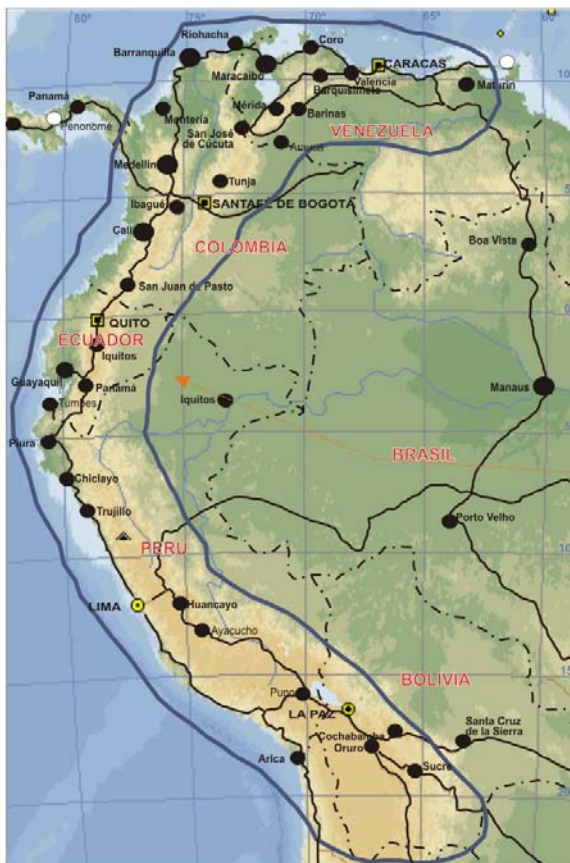 80°
75°
70°
65°
60°
Riohacha
Coro
Barranquilla
CARACAS
Maracaibo
Valencia
Barquisimeto
10
Panamá
Maturín
Penonomé
Montería
Mérida
Barinas
San José
de Cúcuta
VENEZUELA
Medellín
Tunja
5
Ibagué
SANTAFE DE BOGOTA
Cali
COLOMBIA
Boa Vista
San Juan de Pasto
0
QUITO
ECUADOR
Iquitos
Guayaquil
Panamá
Manaus
Tumbes
Iquitos
5
Piura
BRASIL
Chiclayo
Trujillo
Porto Velho
PERU
10
LIMA
Huancayo
Ayacucho
BOLIVIA
Puno
15
LA PAZ
Santa Cruz
de la Sierra
Cochabamba
Oruro
Arica
Sucre
20